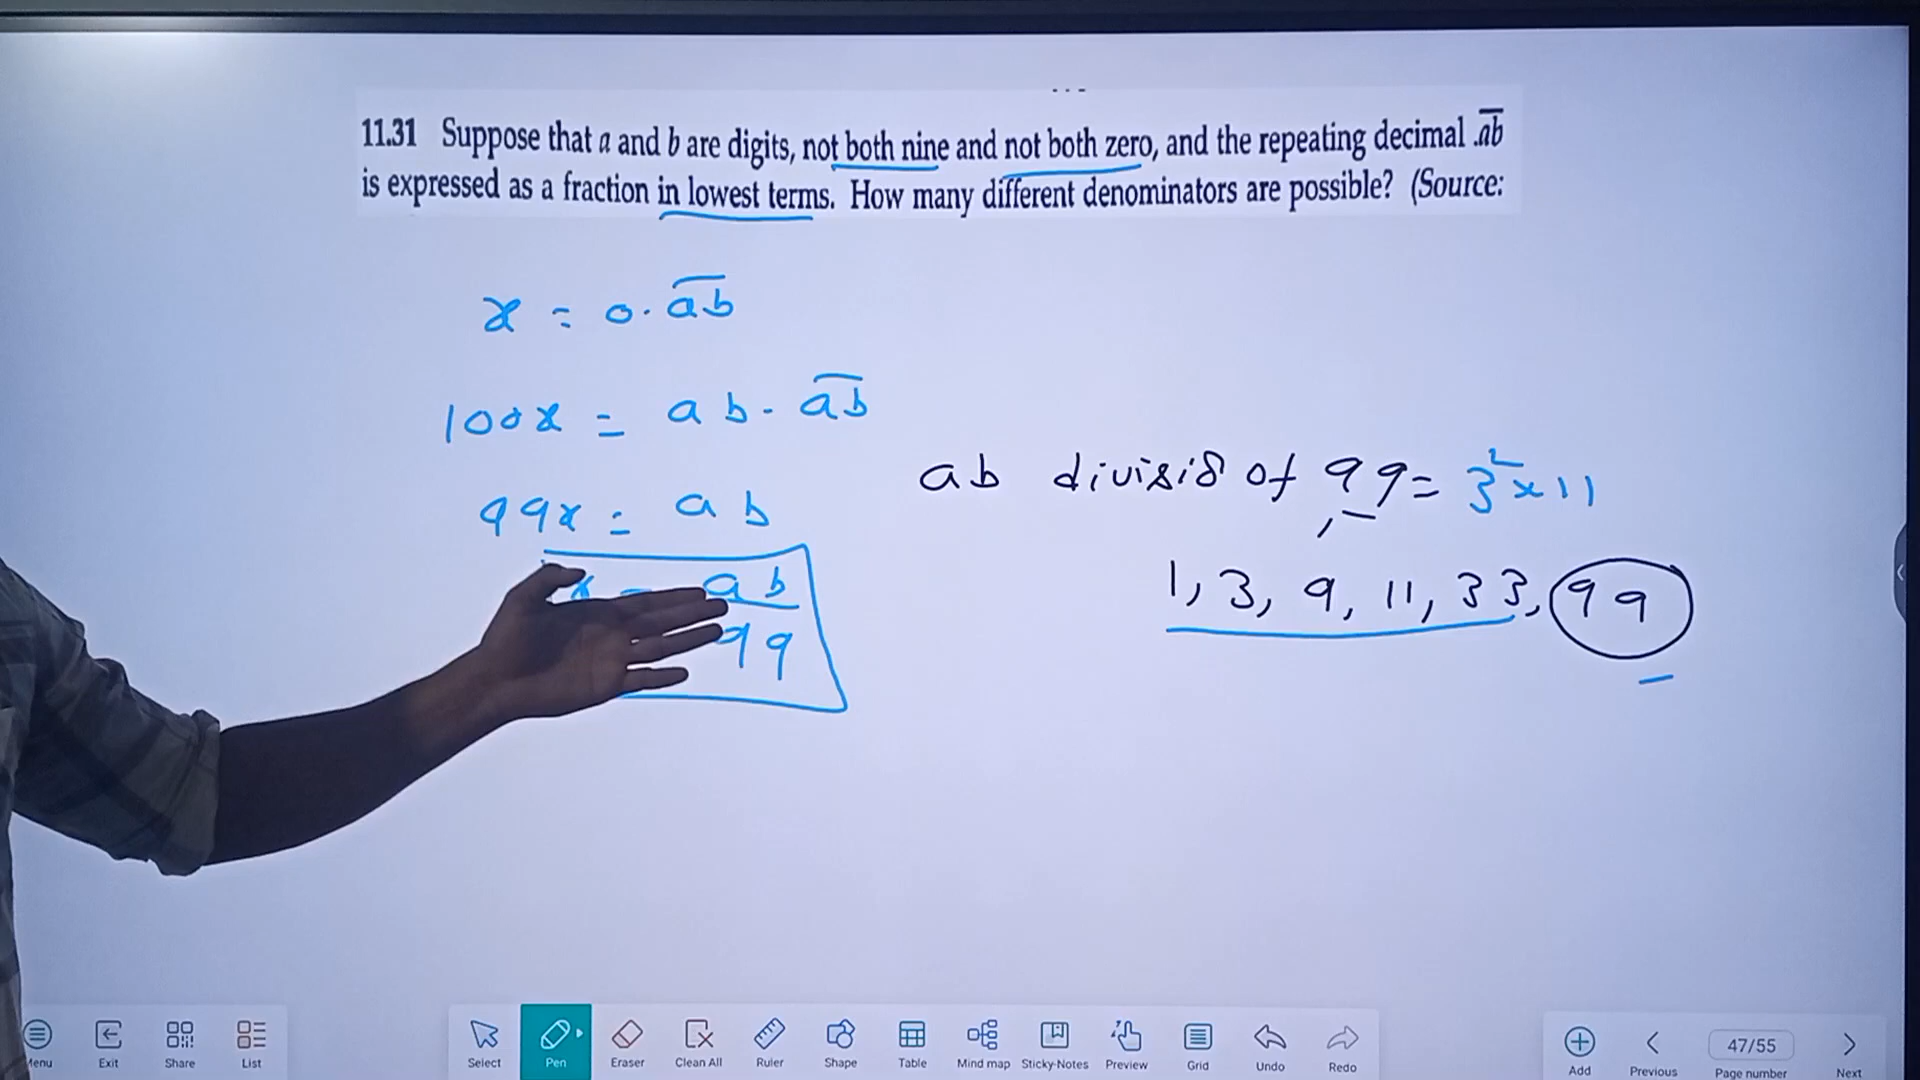 11.31 Suppose that a and b are digits, not both nine and not both zero, and the repeating decimal .ab
is expressed as a fraction in lowest terms. How many different denominators are possible? (Source:
x = 0.ab
100x = ab.ab
99x = ab
x = ab
99
ab divisior of 99 = 3²x11
1, 3, 9, 11, 33, 99
enu
Exit
Share
List
Select
Pen
Eraser
Clean All
Ruler
Shape
Table
Mind map
Sticky-Notes
Preview
Grid
Undo
Redo
Add
Previous
47/55
Page number
Next